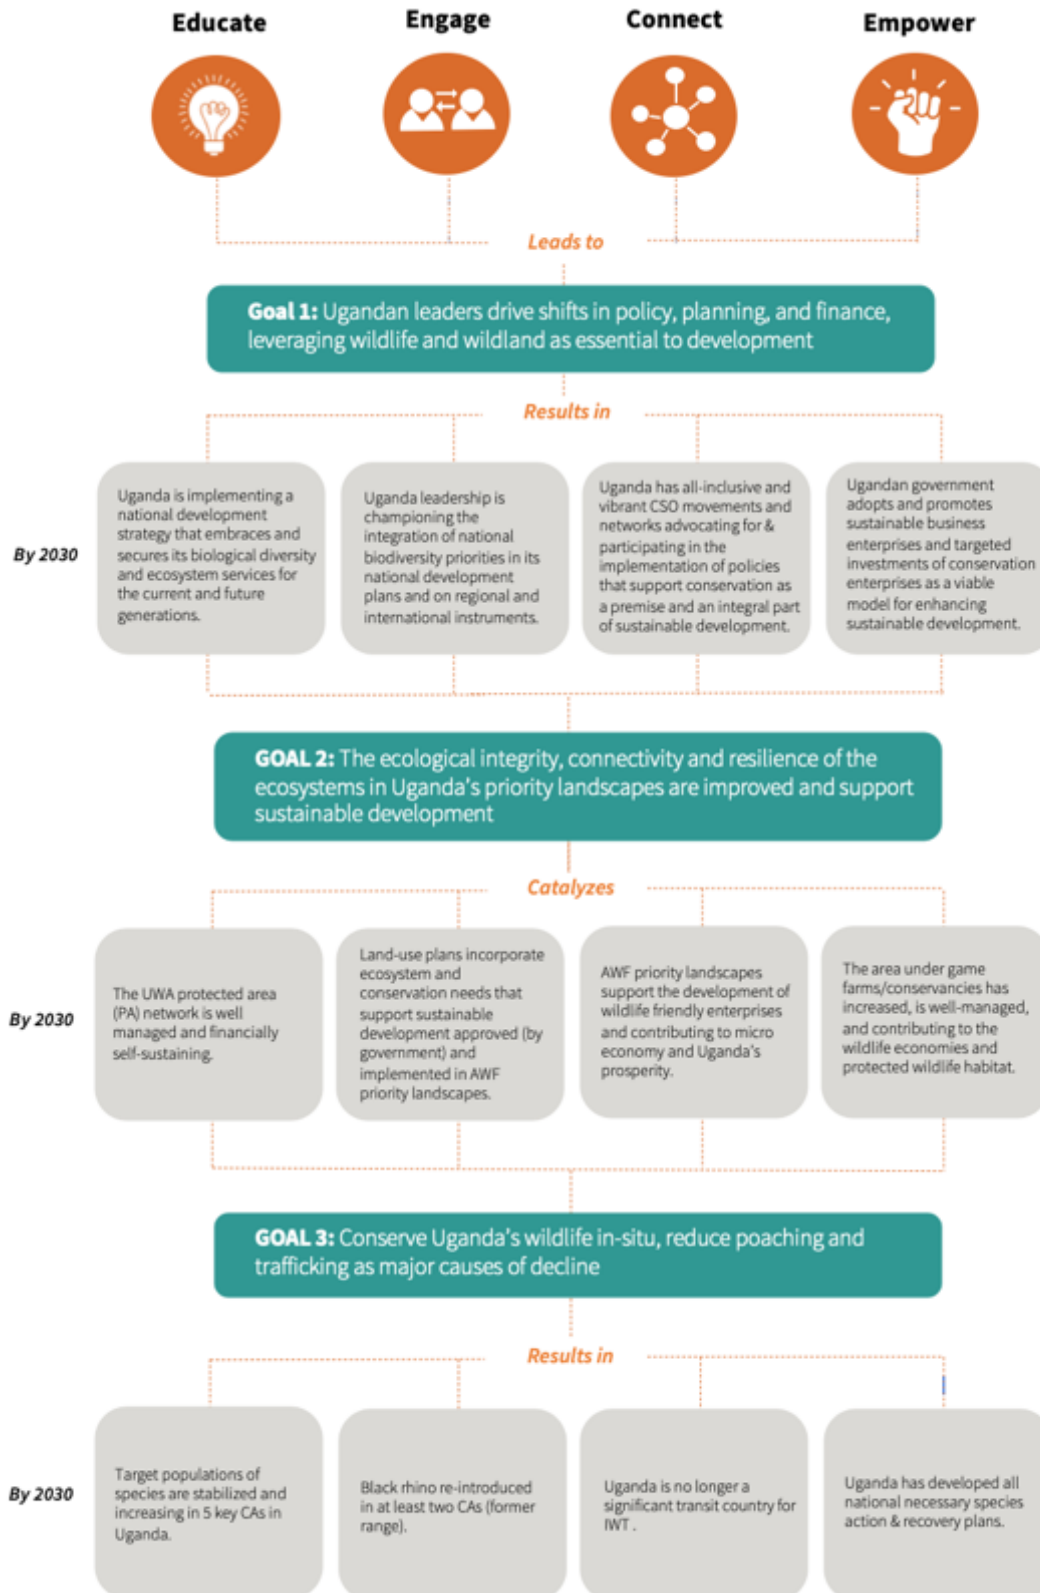 Educate
Engage
Connect
Empower
Leads to
Goal 1: Ugandan leaders drive shifts in policy, planning, and finance,
leveraging wildlife and wildland as essential to development
Results in
By 2030
Uganda is implementing a
national development
strategy that embraces and
secures its biological diversity
and ecosystem services for
the current and future
generations.
Uganda leadership is
championing the
integration of national
biodiversity priorities in its
national development
plans and on regional and
international instruments.
Uganda has all-inclusive and
vibrant CSO movements and
networks advocating for &
participating in the
implementation of policies
that support conservation as
a premise and an integral part
of sustainable development.
Ugandan government
adopts and promotes
sustainable business
enterprises and targeted
investments of conservation
enterprises as a viable
model for enhancing
sustainable development.
GOAL 2: The ecological integrity, connectivity and resilience of the
ecosystems in Uganda's priority landscapes are improved and support
sustainable development
Catalyzes
By 2030
The UWA protected area
(PA) network is well
managed and financially
self-sustaining.
Land-use plans incorporate
ecosystem and
conservation needs that
support sustainable
development approved (by
government) and
implemented in AWF
priority landscapes.
AWF priority landscapes
support the development of
wildlife friendly enterprises
and contributing to micro
economy and Uganda's
prosperity.
The area under game
farms/conservancies has
increased, is well-managed,
and contributing to the
wildlife economies and
protected wildlife habitat.
GOAL 3: Conserve Uganda's wildlife in-situ, reduce poaching and
trafficking as major causes of decline
Results in
By 2030
Target populations of
species are stabilized and
increasing in 5 key CAs in
Uganda.
Black rhino re-introduced
in at least two CAs (former
range).
Uganda is no longer a
significant transit country for
IWT .
Uganda has developed all
national necessary species
action & recovery plans.